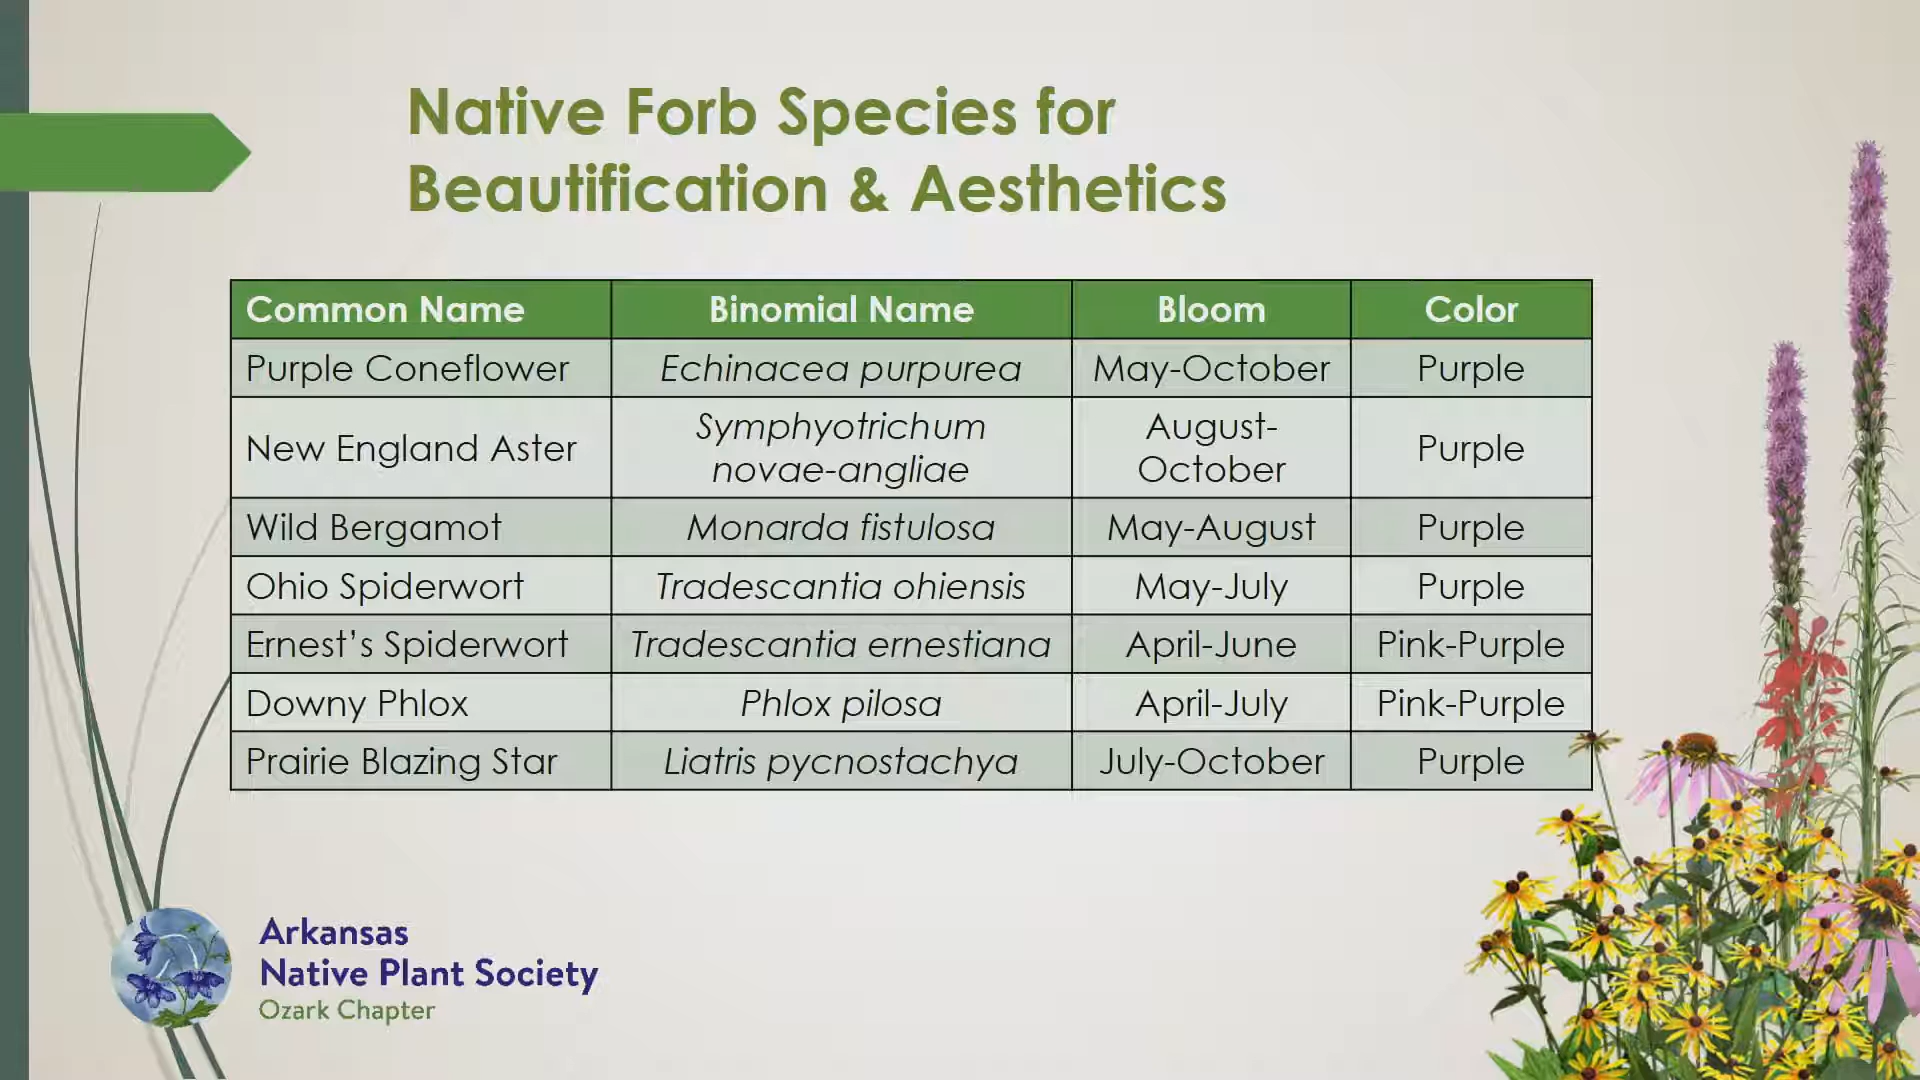 Native Forb Species for
Beautification & Aesthetics
Common Name Binomial Name Bloom Color
Purple Coneflower Echinacea purpurea May-October Purple
New England Aster Symphyotrichum novae-angliae August-October Purple
Wild Bergamot Monarda fistulosa May-August Purple
Ohio Spiderwort Tradescantia ohiensis May-July Purple
Ernest’s Spiderwort Tradescantia ernestiana April-June Pink-Purple
Downy Phlox Phlox pilosa April-July Pink-Purple
Prairie Blazing Star Liatris pycnostachya July-October Purple
Arkansas
Native Plant Society
Ozark Chapter